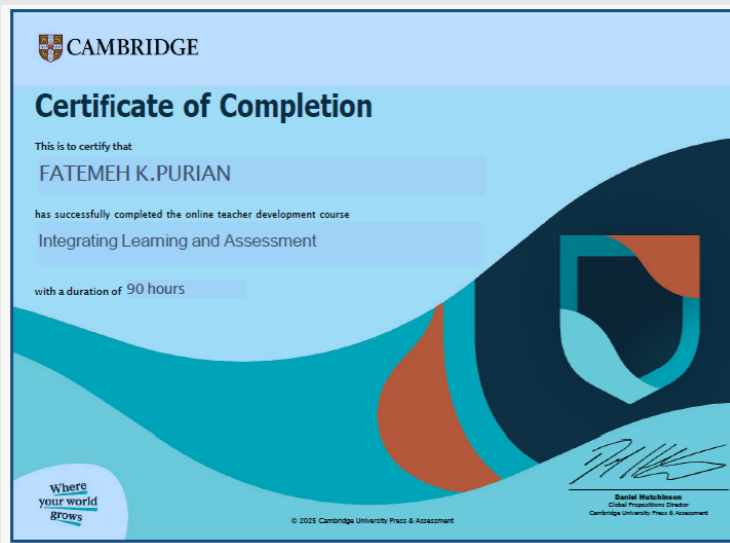 CAMBRIDGE
Certificate of Completion
This is to certify that
FATEMEH K.PURIAN
has successfully completed the online teacher development course
Integrating Learning and Assessment
with a duration of 90 hours
Where
your world
grows
Daniel Hutchinson
Global Propositions Director
Cambridge University Press & Assessment
© 2025 Cambridge University Press & Assessment